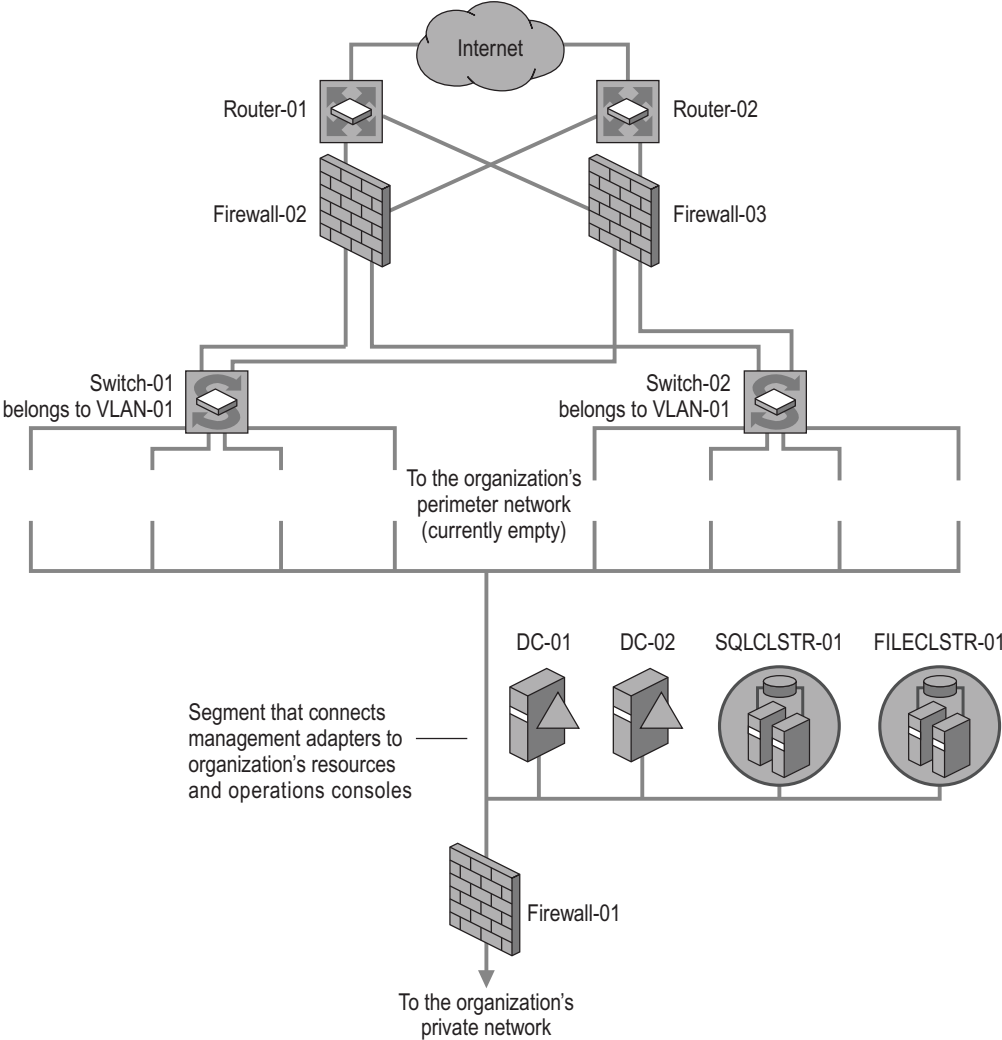 Internet
Router-01
Router-02
Firewall-02
Firewall-03
Switch-01
belongs to VLAN-01
Switch-02
belongs to VLAN-01
To the organization's
perimeter network
(currently empty)
DC-01
DC-02
SQLCLSTR-01
FILECLSTR-01
Segment that connects
management adapters to
organization's resources
and operations consoles
Firewall-01
To the organization's
private network